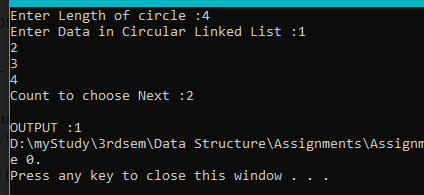 Enter Length of circle :4
Enter Data in Circular Linked List :1
2
3
4
Count to choose Next :2
OUTPUT :1
D:\myStudy\3rdsem\Data Structure\Assignments\Assignm
e 0.
Press any key to close this window . . .